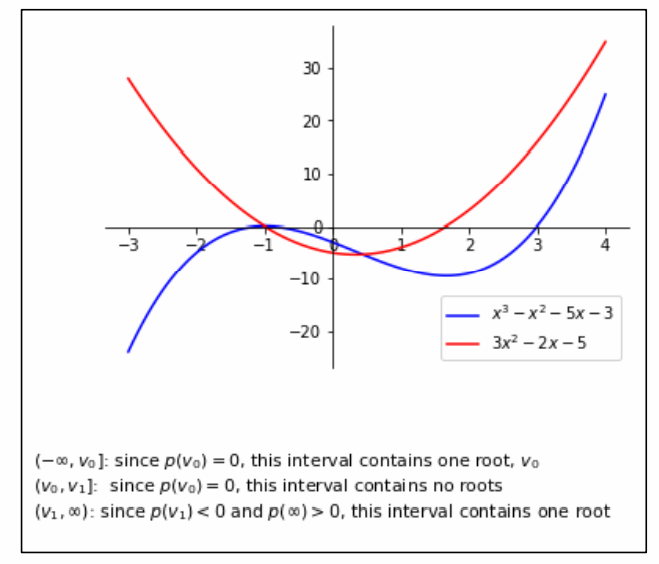 30
20
10
0
−3 −2 −1 0 1 2 3 4
−10
−20
x³ − x² − 5x − 3
3x² − 2x − 5
(−∞, v₀]: since p(v₀) = 0, this interval contains one root, v₀
(v₀, v₁]: since p(v₀) = 0, this interval contains no roots
(v₁, ∞): since p(v₁) < 0 and p(∞) > 0, this interval contains one root